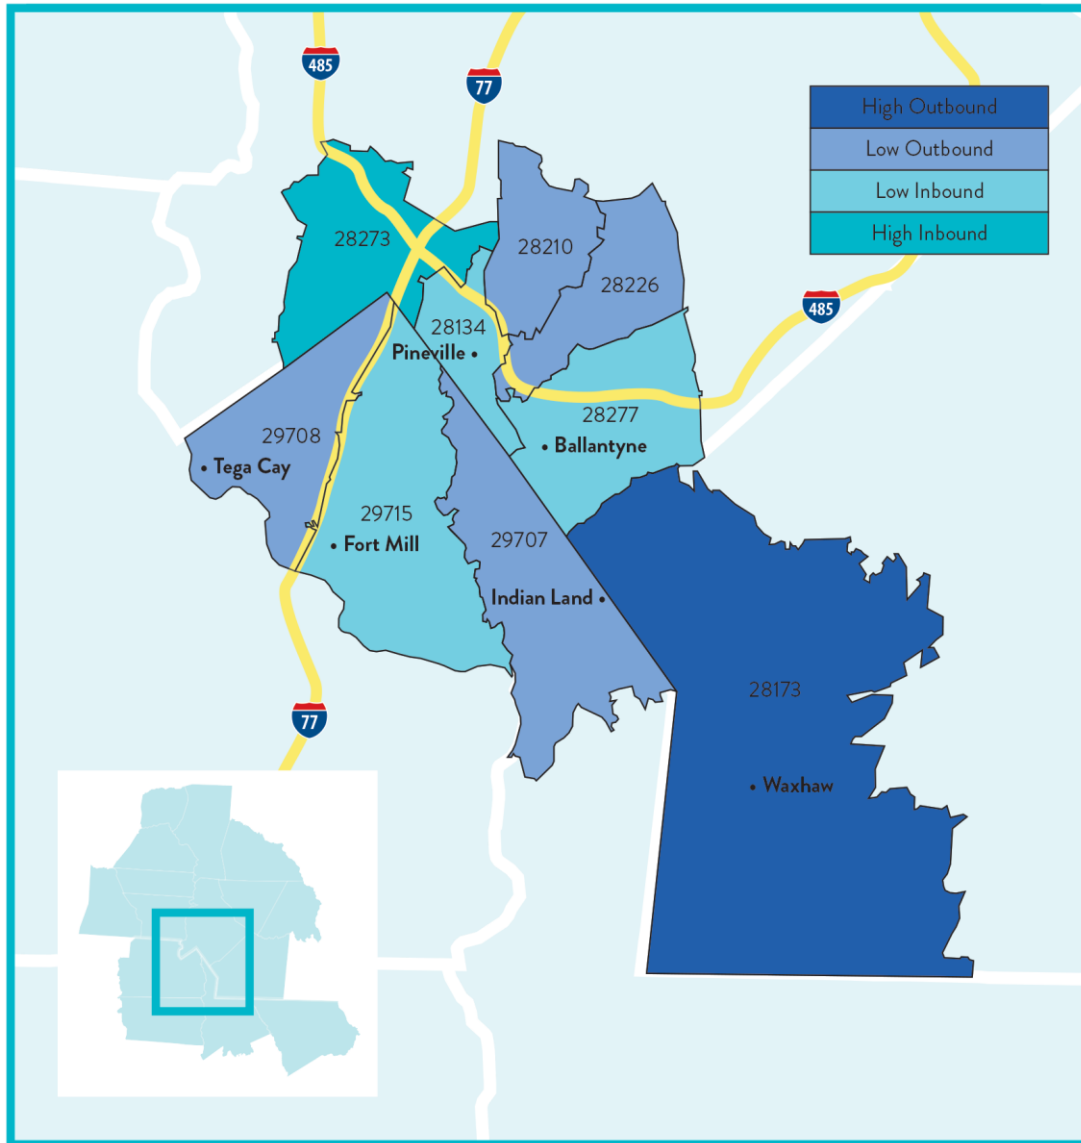 485
77
High Outbound
Low Outbound
Low Inbound
High Inbound
28273
28210
28226
485
28134
Pineville
28277
Ballantyne
29708
Tega Cay
29715
Fort Mill
29707
Indian Land
28173
77
Waxhaw